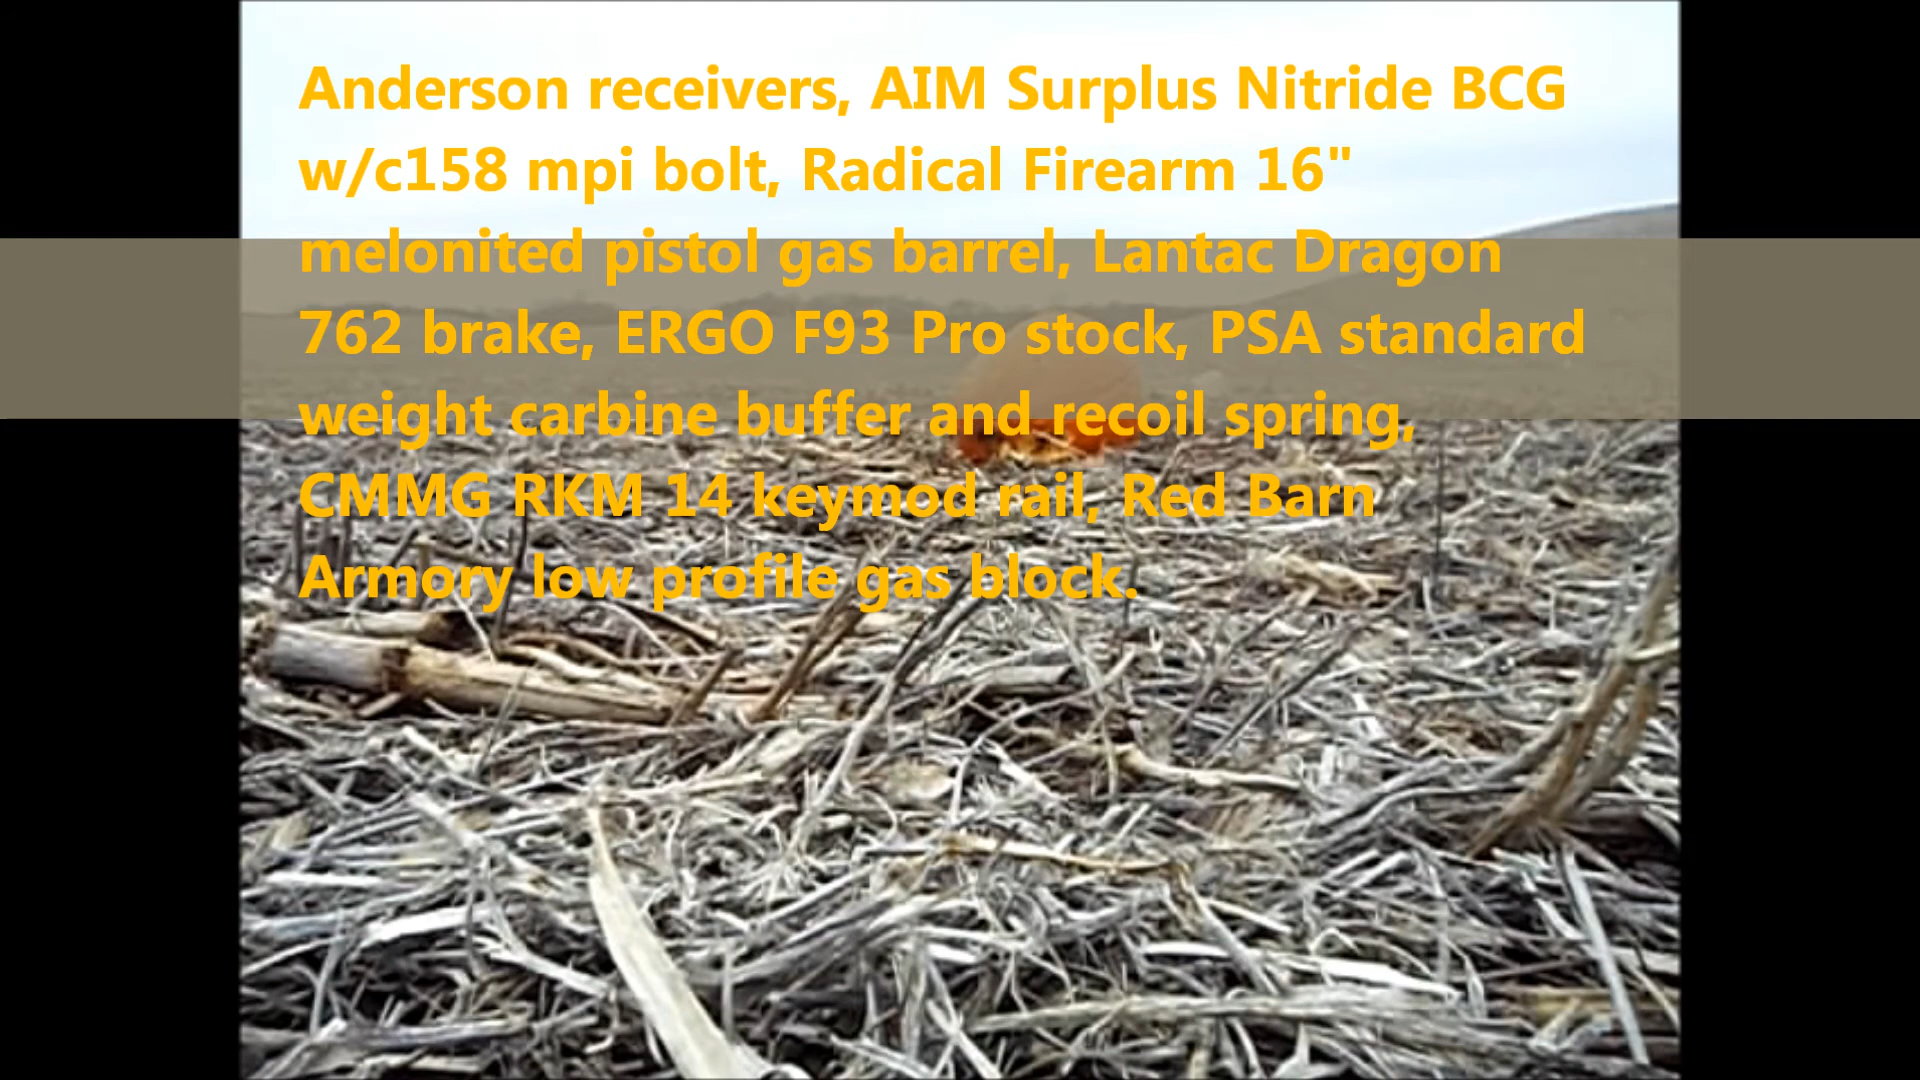 Anderson receivers, AIM Surplus Nitride BCG
w/c158 mpi bolt, Radical Firearm 16"
melonited pistol gas barrel, Lantac Dragon
762 brake, ERGO F93 Pro stock, PSA standard
weight carbine buffer and recoil spring,
CMMG RKM 14 keymod rail, Red Barn
Armory low profile gas block.